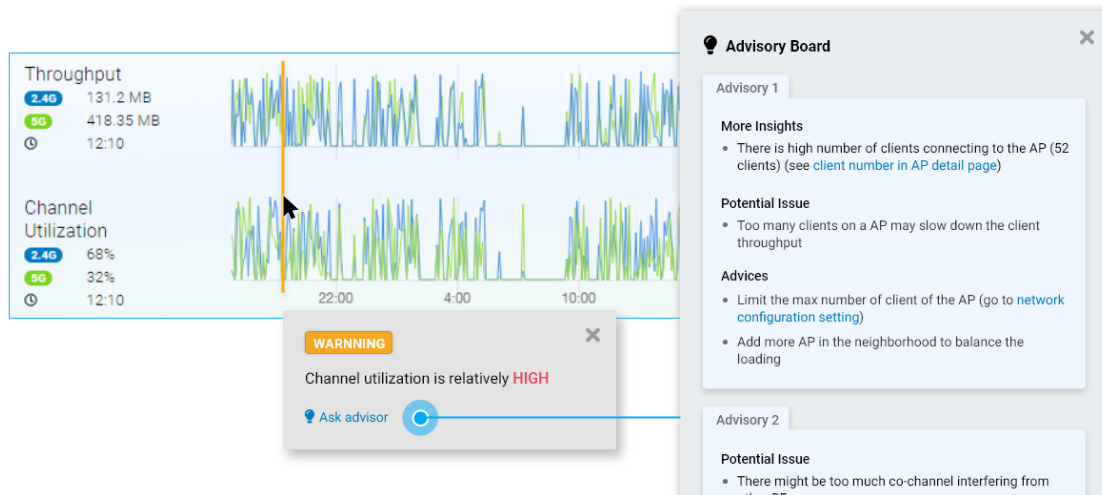 Throughput
2.4G 131.2 MB
5G 418.35 MB
12:10
Channel
Utilization
2.4G 68%
5G 32%
12:10
22:00 4:00 10:00
WARNNING
Channel utilization is relatively HIGH
Ask advisor
Advisory Board
Advisory 1
More Insights
There is high number of clients connecting to the AP (52
clients) (see client number in AP detail page)
Potential Issue
Too many clients on a AP may slow down the client
throughput
Advices
Limit the max number of client of the AP (go to network
configuration setting)
Add more AP in the neighborhood to balance the
loading
Advisory 2
Potential Issue
There might be too much co-channel interfering from